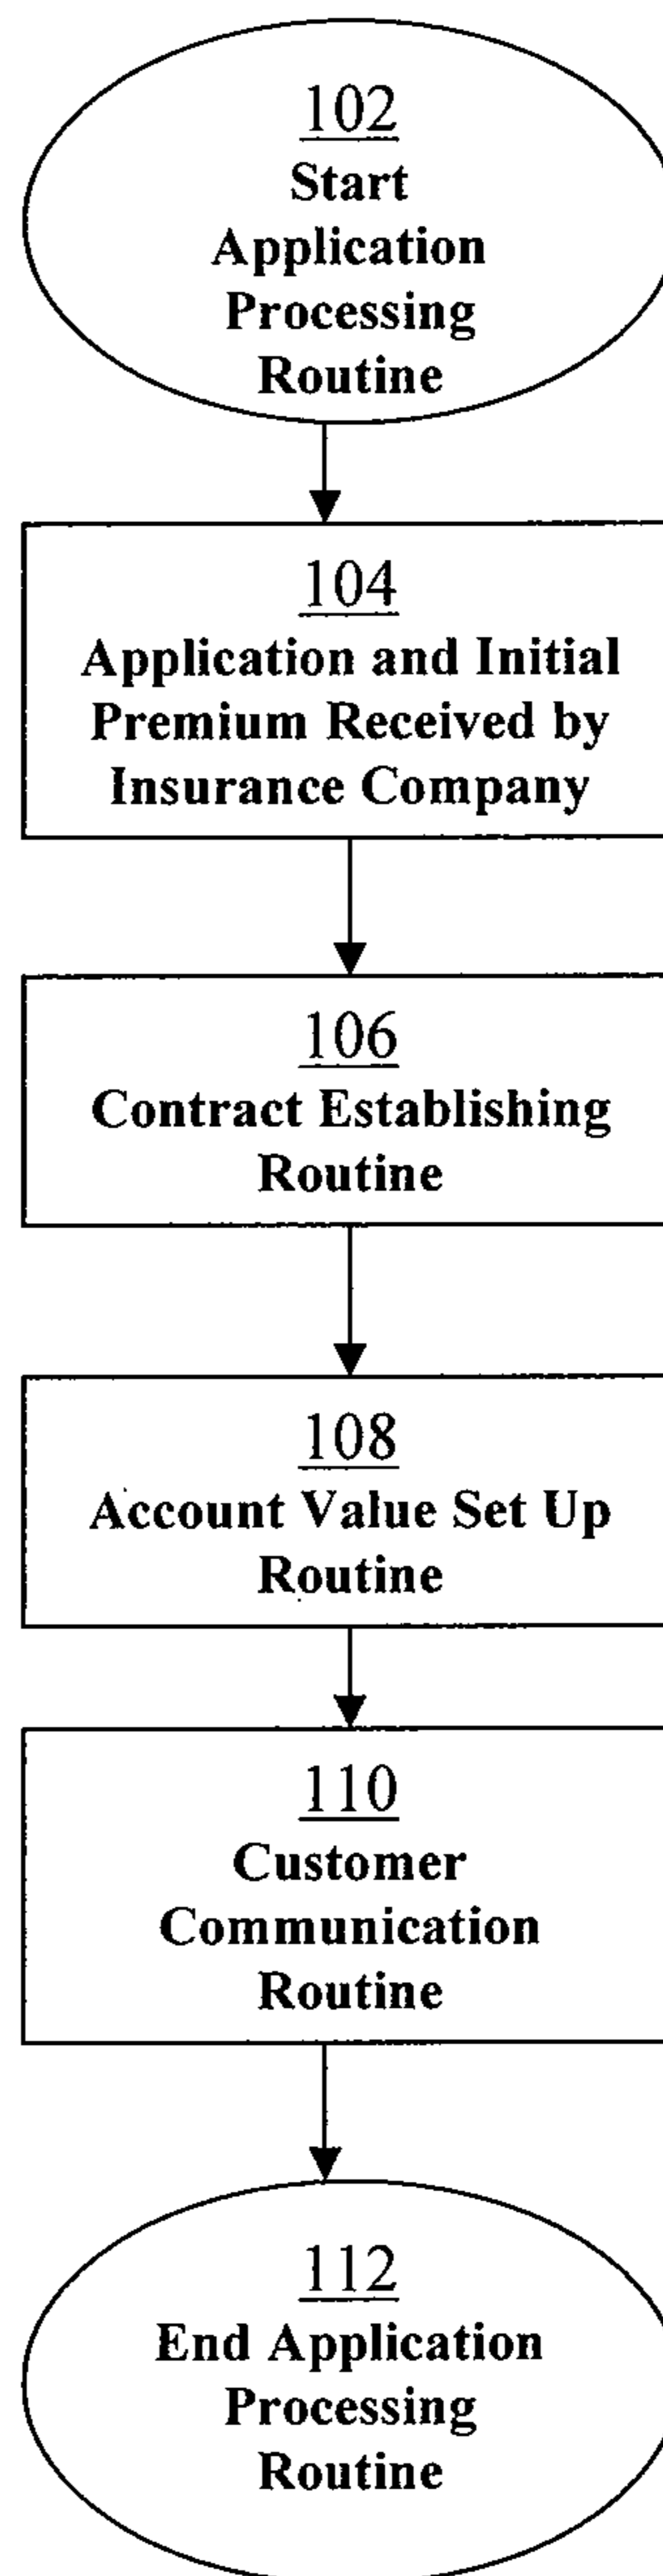 102
Start
Application
Processing
Routine
104
Application and Initial
Premium Received by
Insurance Company
106
Contract Establishing
Routine
108
Account Value Set Up
Routine
110
Customer
Communication
Routine
112
End Application
Processing
Routine